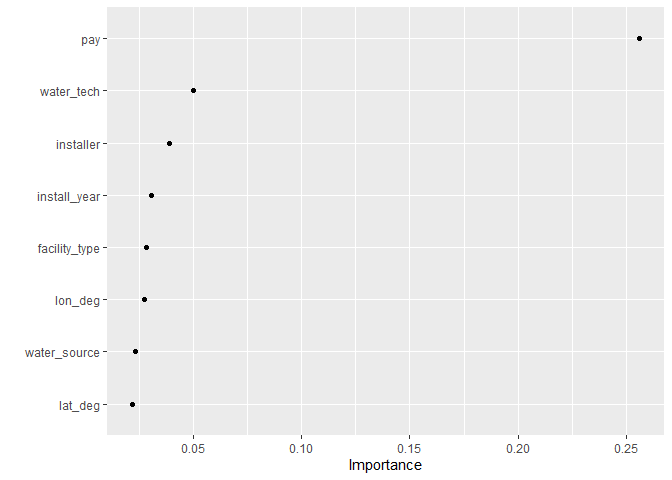 pay
water_tech
installer
install_year
facility_type
lon_deg
water_source
lat_deg
0.05 0.10 0.15 0.20 0.25
Importance